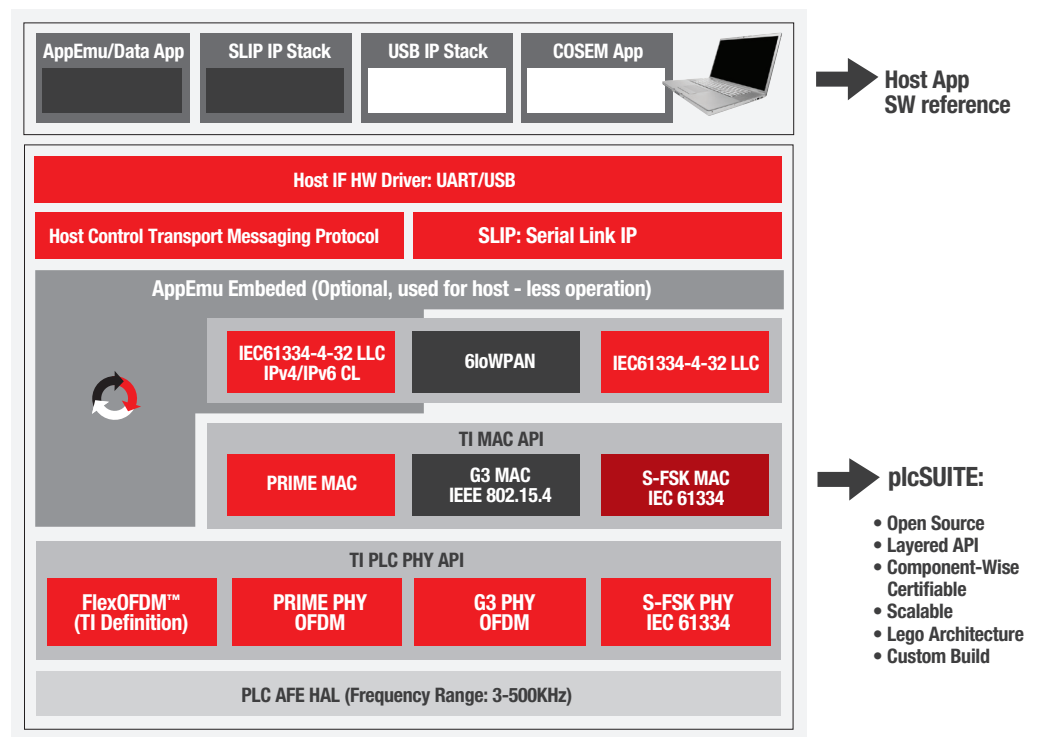 AppEmu/Data App
SLIP IP Stack
USB IP Stack
COSEM App
Host App
SW reference
Host IF HW Driver: UART/USB
Host Control Transport Messaging Protocol
SLIP: Serial Link IP
AppEmu Embeded (Optional, used for host - less operation)
IEC61334-4-32 LLC
IPv4/IPv6 CL
6loWPAN
IEC61334-4-32 LLC
TI MAC API
PRIME MAC
G3 MAC
IEEE 802.15.4
S-FSK MAC
IEC 61334
plcSUITE:
• Open Source
• Layered API
• Component-Wise
Certifiable
• Scalable
• Lego Architecture
• Custom Build
TI PLC PHY API
FlexOFDM™
(TI Definition)
PRIME PHY
OFDM
G3 PHY
OFDM
S-FSK PHY
IEC 61334
PLC AFE HAL (Frequency Range: 3-500KHz)